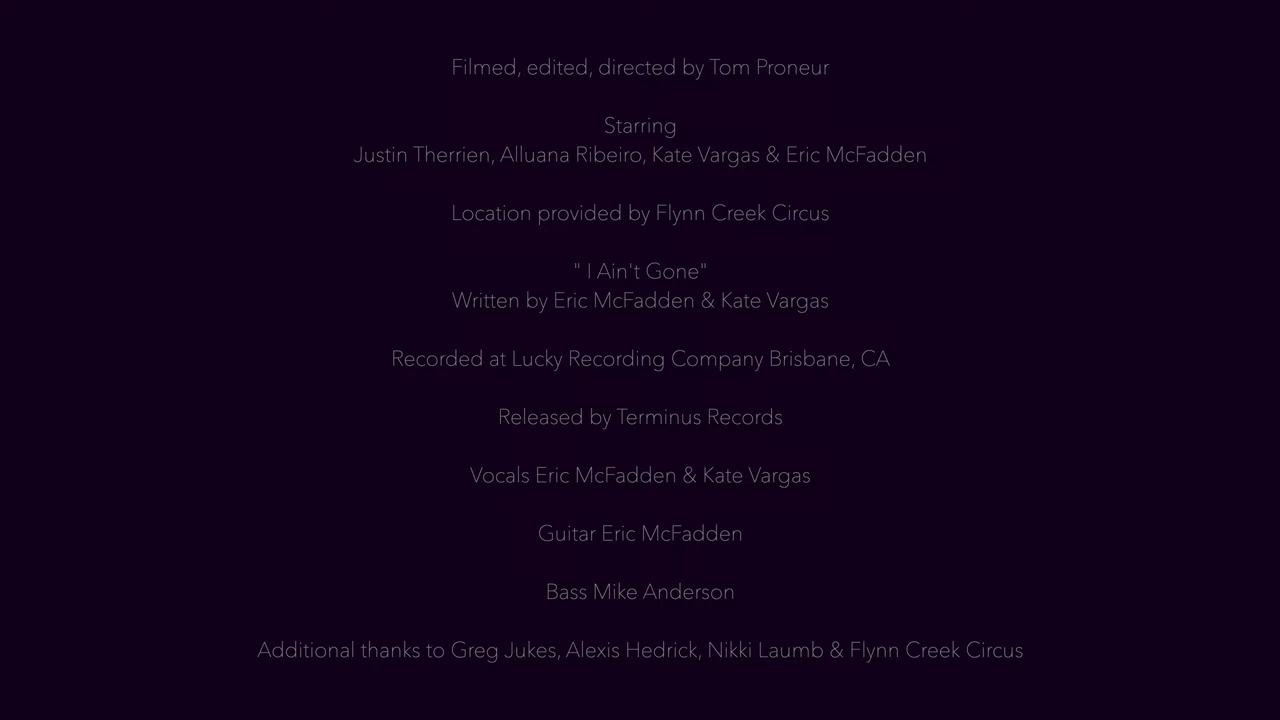 Filmed, edited, directed by Tom Proneur
Starring
Justin Therrien, Alluana Ribeiro, Kate Vargas & Eric McFadden
Location provided by Flynn Creek Circus
" I Ain't Gone"
Written by Eric McFadden & Kate Vargas
Recorded at Lucky Recording Company Brisbane, CA
Released by Terminus Records
Vocals Eric McFadden & Kate Vargas
Guitar Eric McFadden
Bass Mike Anderson
Additional thanks to Greg Jukes, Alexis Hedrick, Nikki Laumb & Flynn Creek Circus